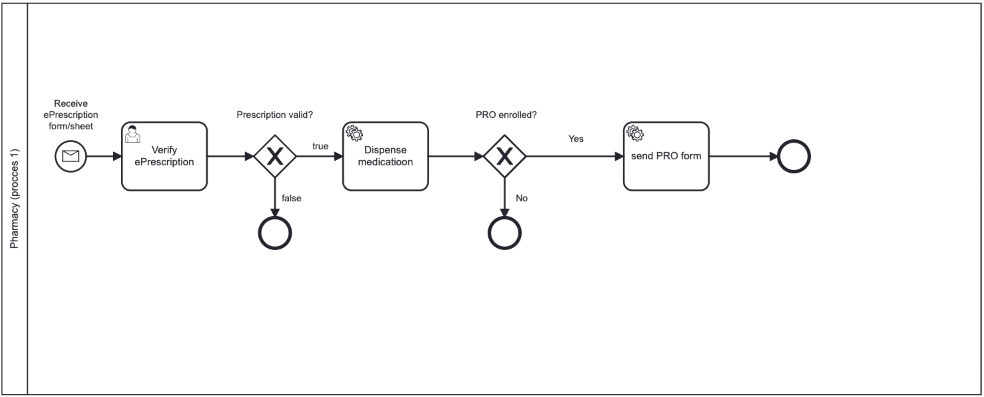 Pharmacy (procces 1)
Receive
ePrescription
form/sheet
Verify
ePrescription
Prescription valid?
true
false
Dispense
medicatioon
PRO enrolled?
Yes
No
send PRO form